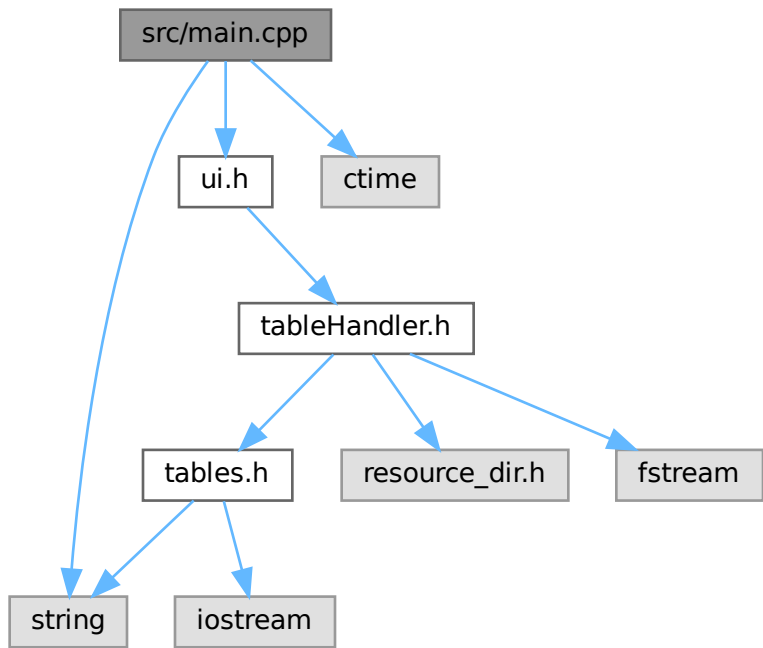 src/main.cpp
ui.h
ctime
tableHandler.h
tables.h
resource_dir.h
fstream
string
iostream